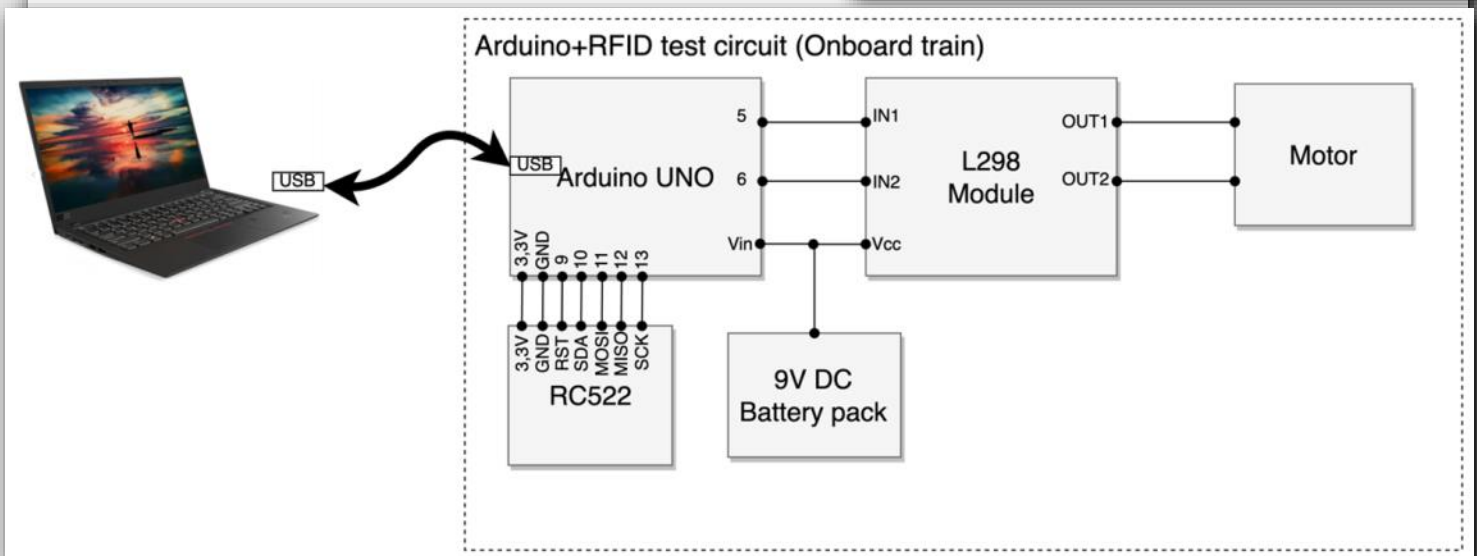 Arduino+RFID test circuit (Onboard train)
USB
USB
Arduino UNO
5
6
Vin
3,3V
GND
9
10
11
12
13
IN1
IN2
Vcc
L298
Module
OUT1
OUT2
Motor
3,3V
GND
RST
SDA
MOSI
MISO
SCK
RC522
9V DC
Battery pack